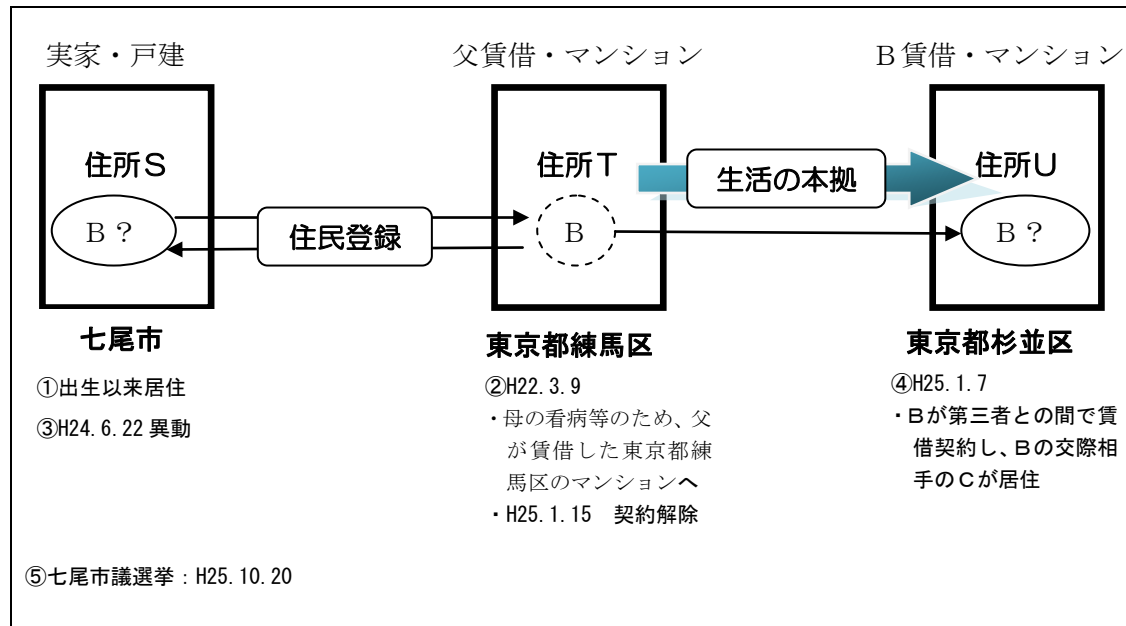 実家・戸建
父賃借・マンション
B賃借・マンション
住所S
住所T
住所U
生活の本拠
B?
住民登録
B
B?
七尾市
東京都練馬区
東京都杉並区
①出生以来居住
③H24.6.22 異動
②H22.3.9
・母の看病等のため、父
が賃借した東京都練
馬区のマンションへ
・H25.1.15 契約解除
④H25.1.7
・Bが第三者との間で賃
借契約し、Bの交際相
手のCが居住
⑤七尾市議選挙:H25.10.20